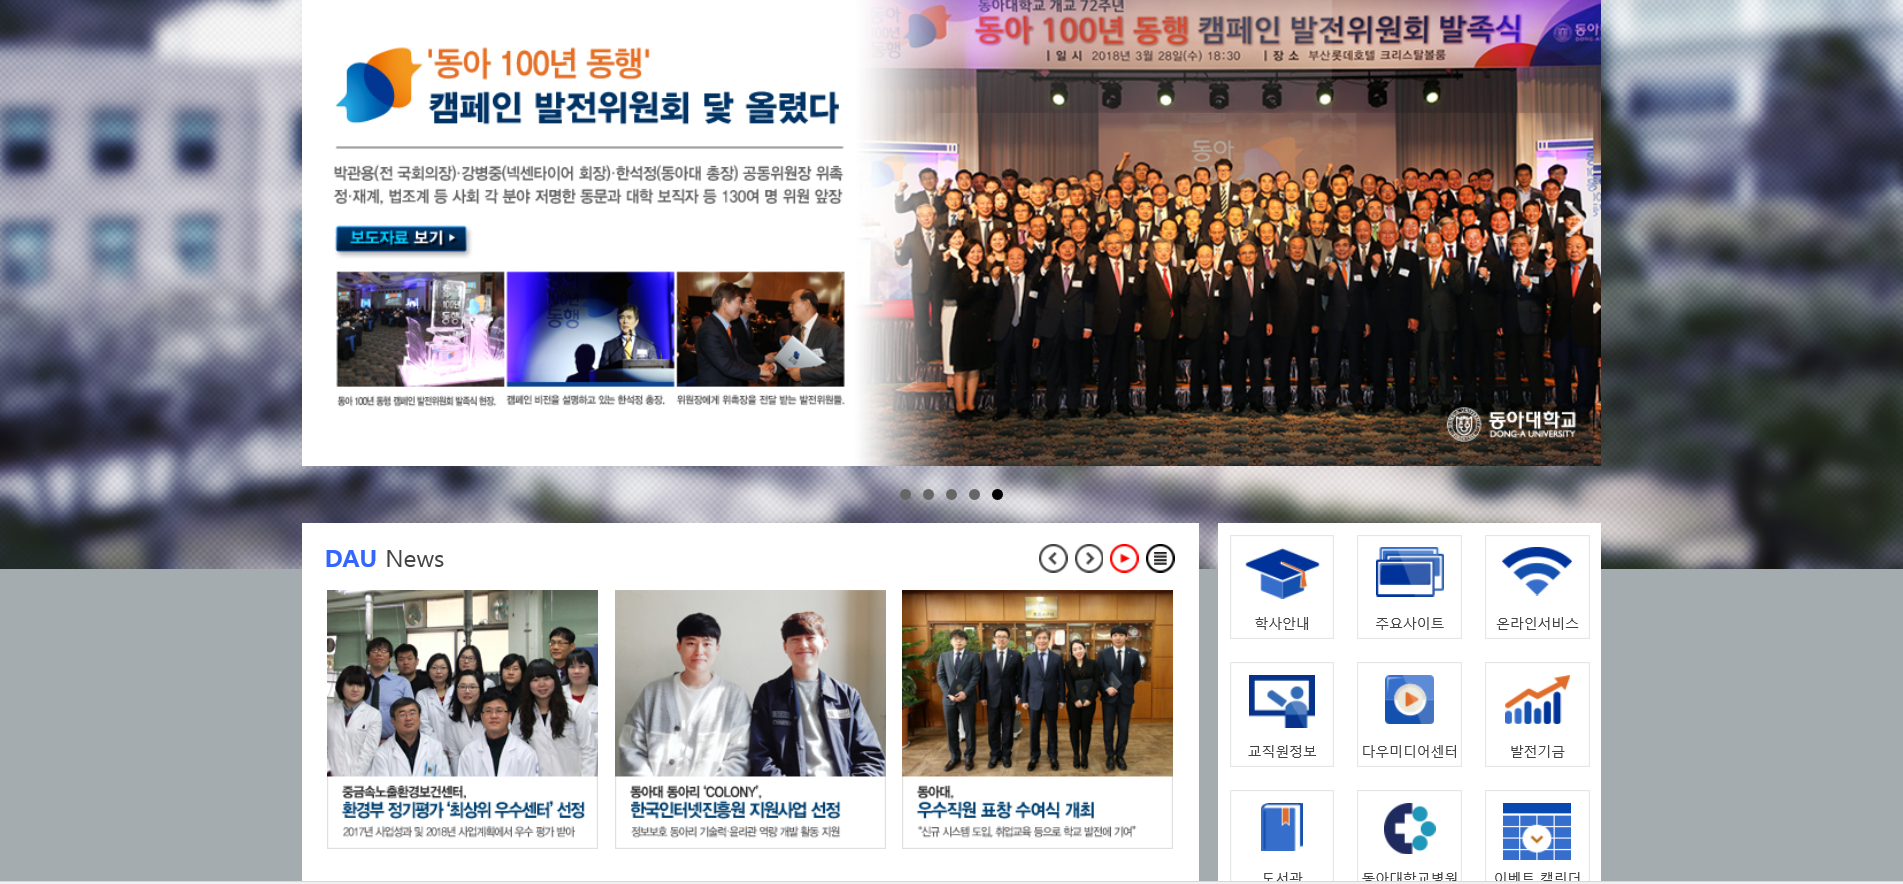 '동아 100년 동행'
캠페인 발전위원회 닻 올렸다
박관용(전 국회의장)·강병중(넥센타이어 회장)·한석정(동아대 총장) 공동위원장 위촉
정·재계, 법조계 등 사회 각 분야 저명한 동문과 대학 보직자 등 130여 명 위원 앞장
보도자료 보기
동아 100년 동행 캠페인 발전위원회 발족식 현장.
캠페인 비전을 설명하고 있는 한석정 총장.
위원장에게 위촉장을 전달 받는 발전위원들.
동아대학교 개교 72주년
동아 100년 동행 캠페인 발전위원회 발족식
일 시 2018년 3월 28일(수) 18:30 장 소 부산롯데호텔 크리스탈볼룸
동아
동아대학교
DONG-A UNIVERSITY
DAU News
중금속노출환경보건센터,
환경부 정기평가 '최상위 우수센터' 선정
2017년 사업성과 및 2018년 사업계획에서 우수 평가 받아
동아대 동아리 'COLONY',
한국인터넷진흥원 지원사업 선정
정보보호 동아리 기술력·윤리관 역량 개발 활동 지원
동아대,
우수직원 표창 수여식 개최
"신규 시스템 도입, 취업교육 등으로 학교 발전에 기여"
학사안내
주요사이트
온라인서비스
교직원정보
다우미디어센터
발전기금
도서관
동아대학교병원
이벤트 캘린더